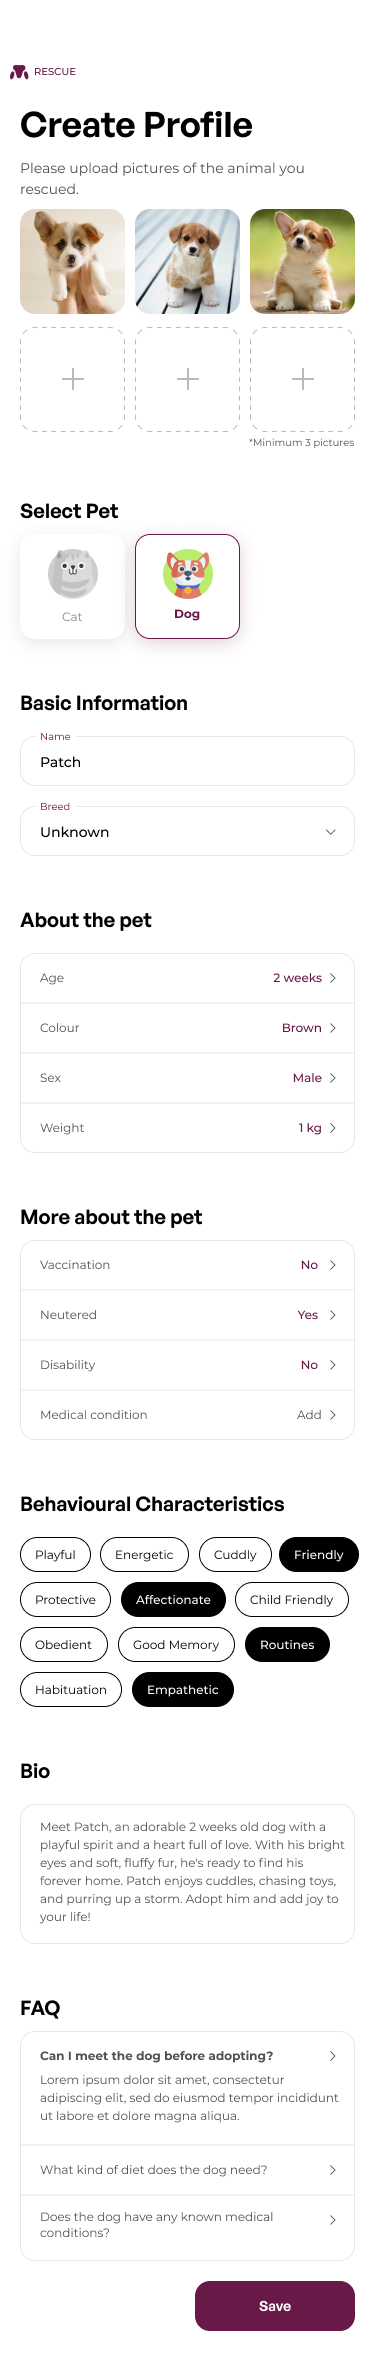 RESCUE
Create Profile
Please upload pictures of the animal you
rescued.
*Minimum 3 pictures
Select Pet
Cat
Dog
Basic Information
Name
Patch
Breed
Unknown
About the pet
Age 2 weeks
Colour Brown
Sex Male
Weight 1 kg
More about the pet
Vaccination No
Neutered Yes
Disability No
Medical condition Add
Behavioural Characteristics
Playful Energetic Cuddly Friendly
Protective Affectionate Child Friendly
Obedient Good Memory Routines
Habituation Empathetic
Bio
Meet Patch, an adorable 2 weeks old dog with a
playful spirit and a heart full of love. With his bright
eyes and soft, fluffy fur, he's ready to find his
forever home. Patch enjoys cuddles, chasing toys,
and purring up a storm. Adopt him and add joy to
your life!
FAQ
Can I meet the dog before adopting?
Lorem ipsum dolor sit amet, consectetur
adipiscing elit, sed do eiusmod tempor incididunt
ut labore et dolore magna aliqua.
What kind of diet does the dog need?
Does the dog have any known medical
conditions?
Save